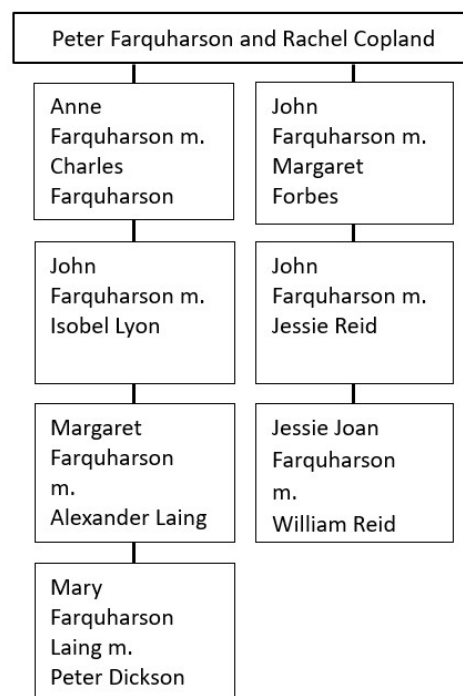 Peter Farquharson and Rachel Copland
Anne
Farquharson m.
Charles
Farquharson
John
Farquharson m.
Margaret
Forbes
John
Farquharson m.
Isobel Lyon
John
Farquharson m.
Jessie Reid
Margaret
Farquharson
m.
Alexander Laing
Jessie Joan
Farquharson
m.
William Reid
Mary
Farquharson
Laing m.
Peter Dickson